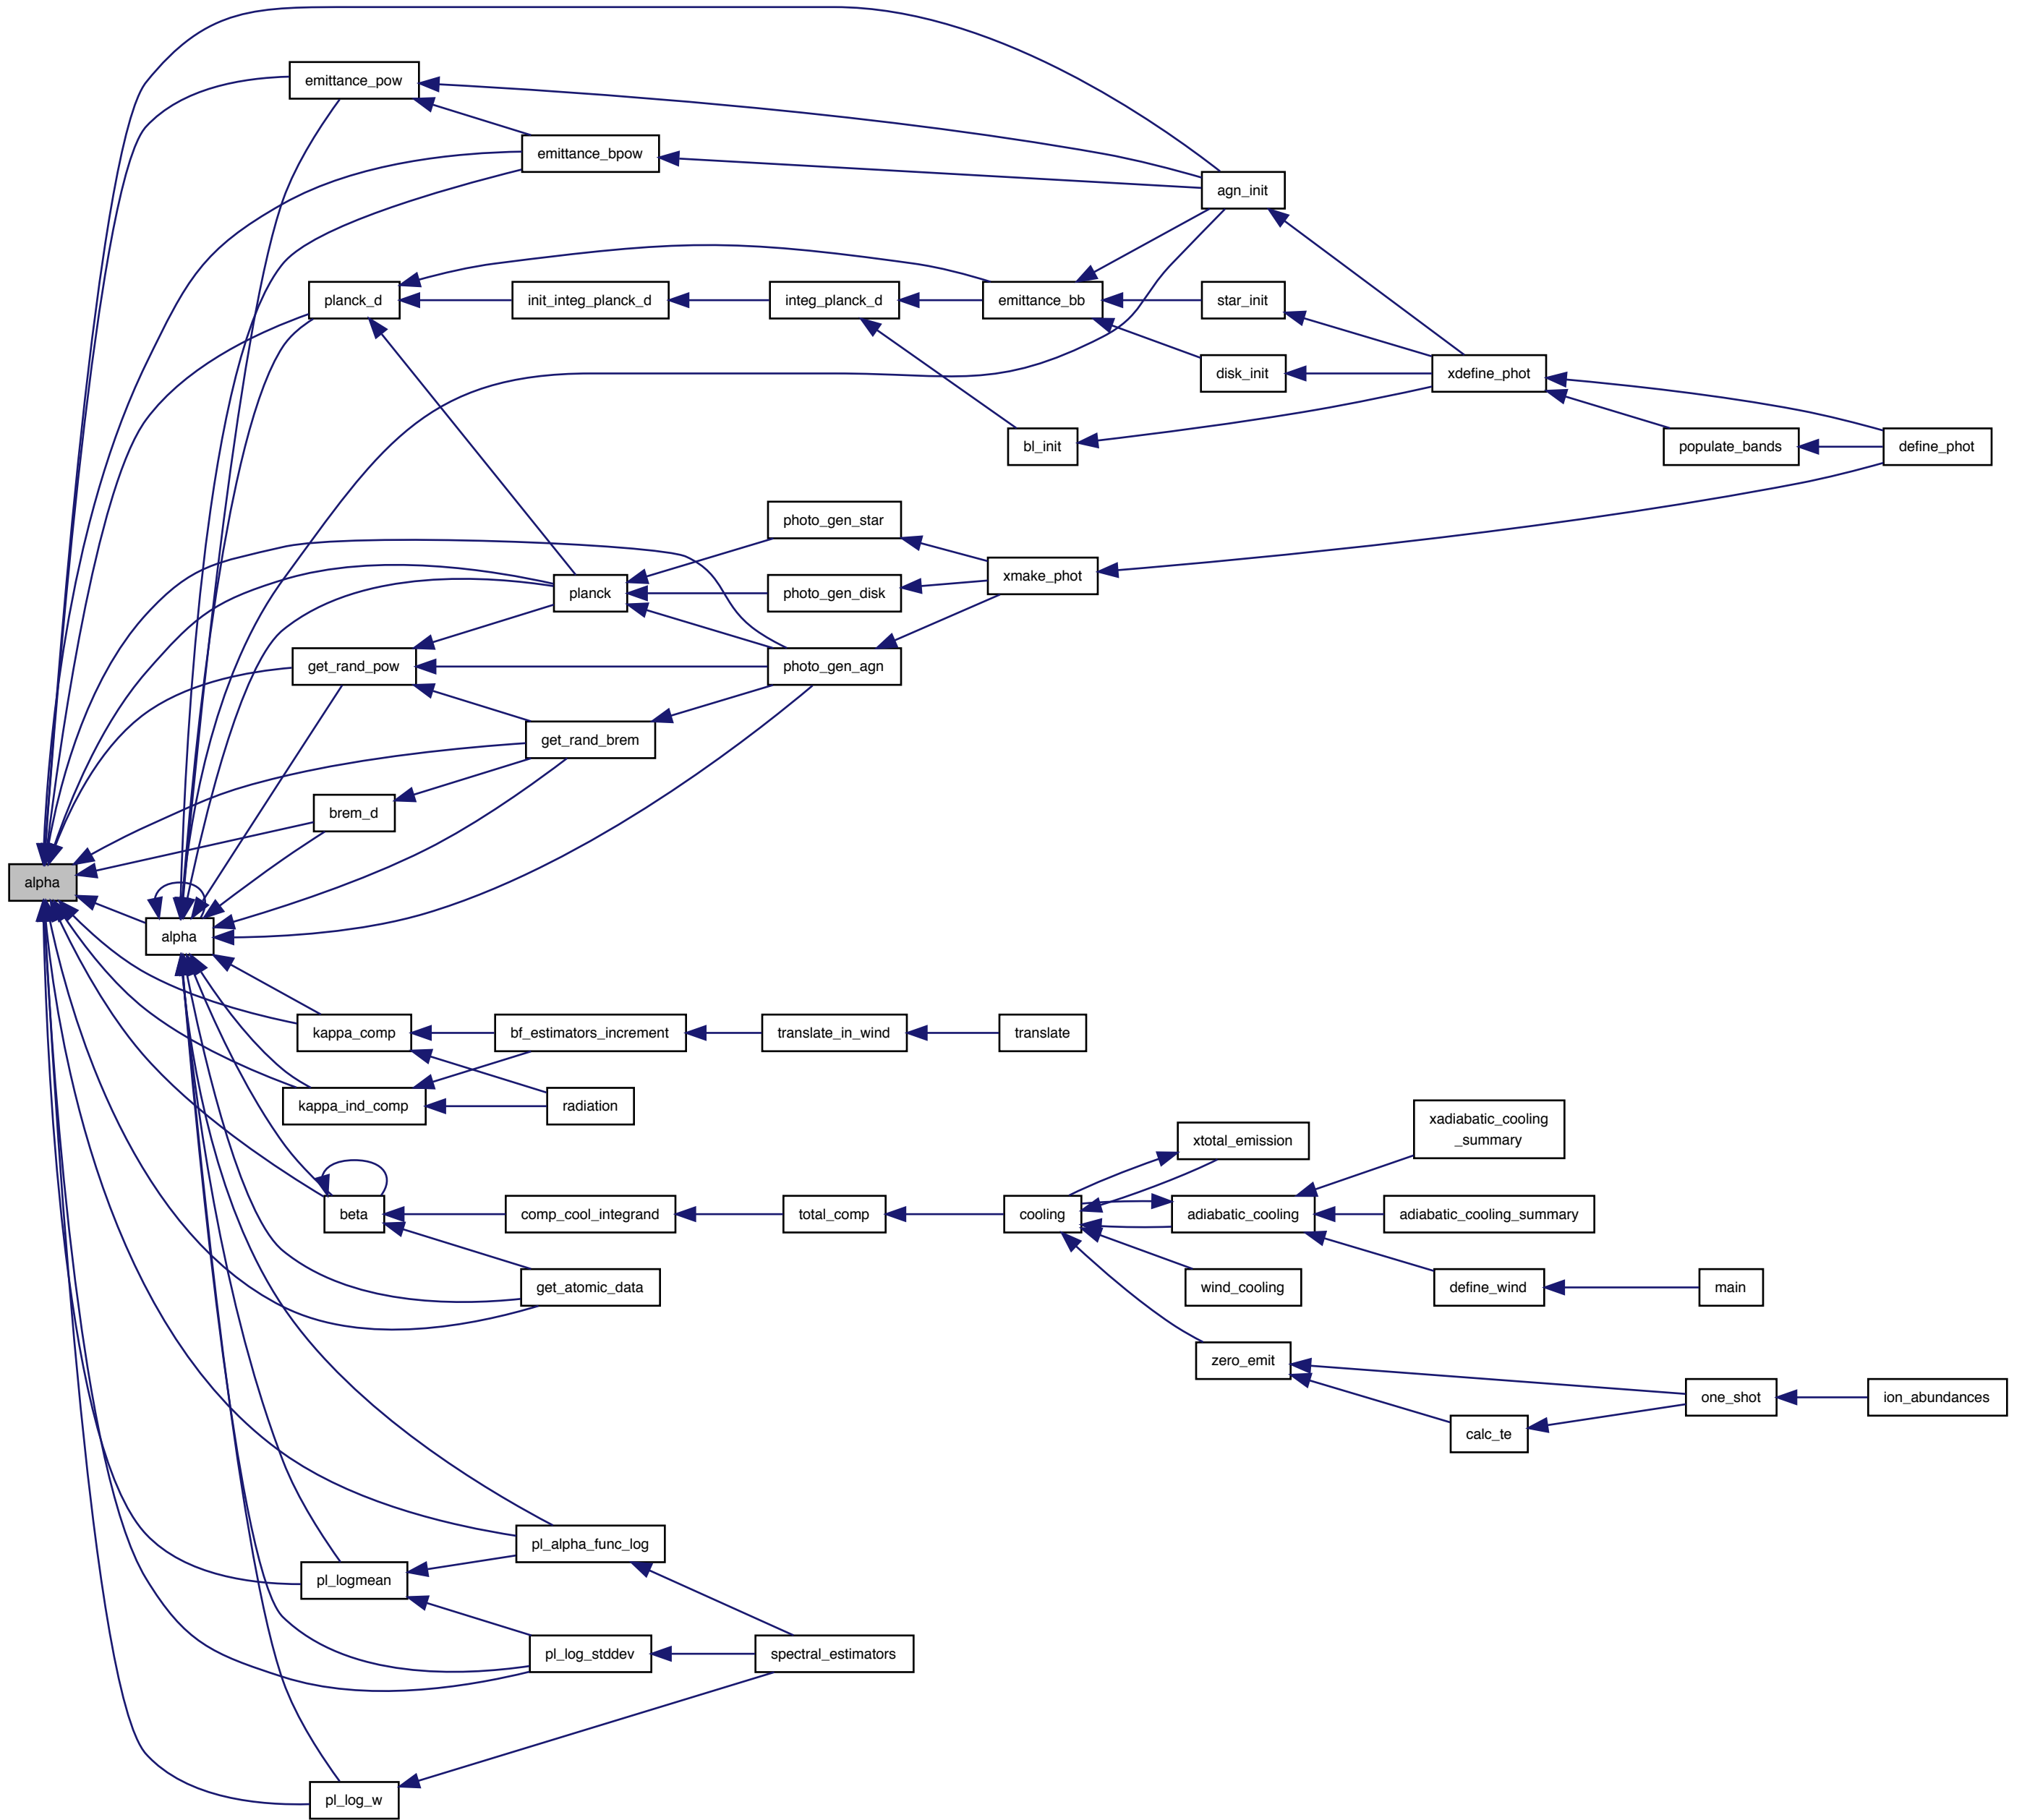 emittance_pow
emittance_bpow
agn_init
planck_d
init_integ_planck_d
integ_planck_d
emittance_bb
star_init
disk_init
xdefine_phot
bl_init
populate_bands
define_phot
photo_gen_star
xmake_phot
planck
photo_gen_disk
get_rand_pow
photo_gen_agn
get_rand_brem
brem_d
alpha
alpha
kappa_comp
bf_estimators_increment
translate_in_wind
translate
kappa_ind_comp
radiation
xadiabatic_cooling
_summary
xtotal_emission
beta
comp_cool_integrand
total_comp
cooling
adiabatic_cooling
adiabatic_cooling_summary
get_atomic_data
wind_cooling
define_wind
main
zero_emit
one_shot
ion_abundances
calc_te
pl_alpha_func_log
pl_logmean
pl_log_stddev
spectral_estimators
pl_log_w